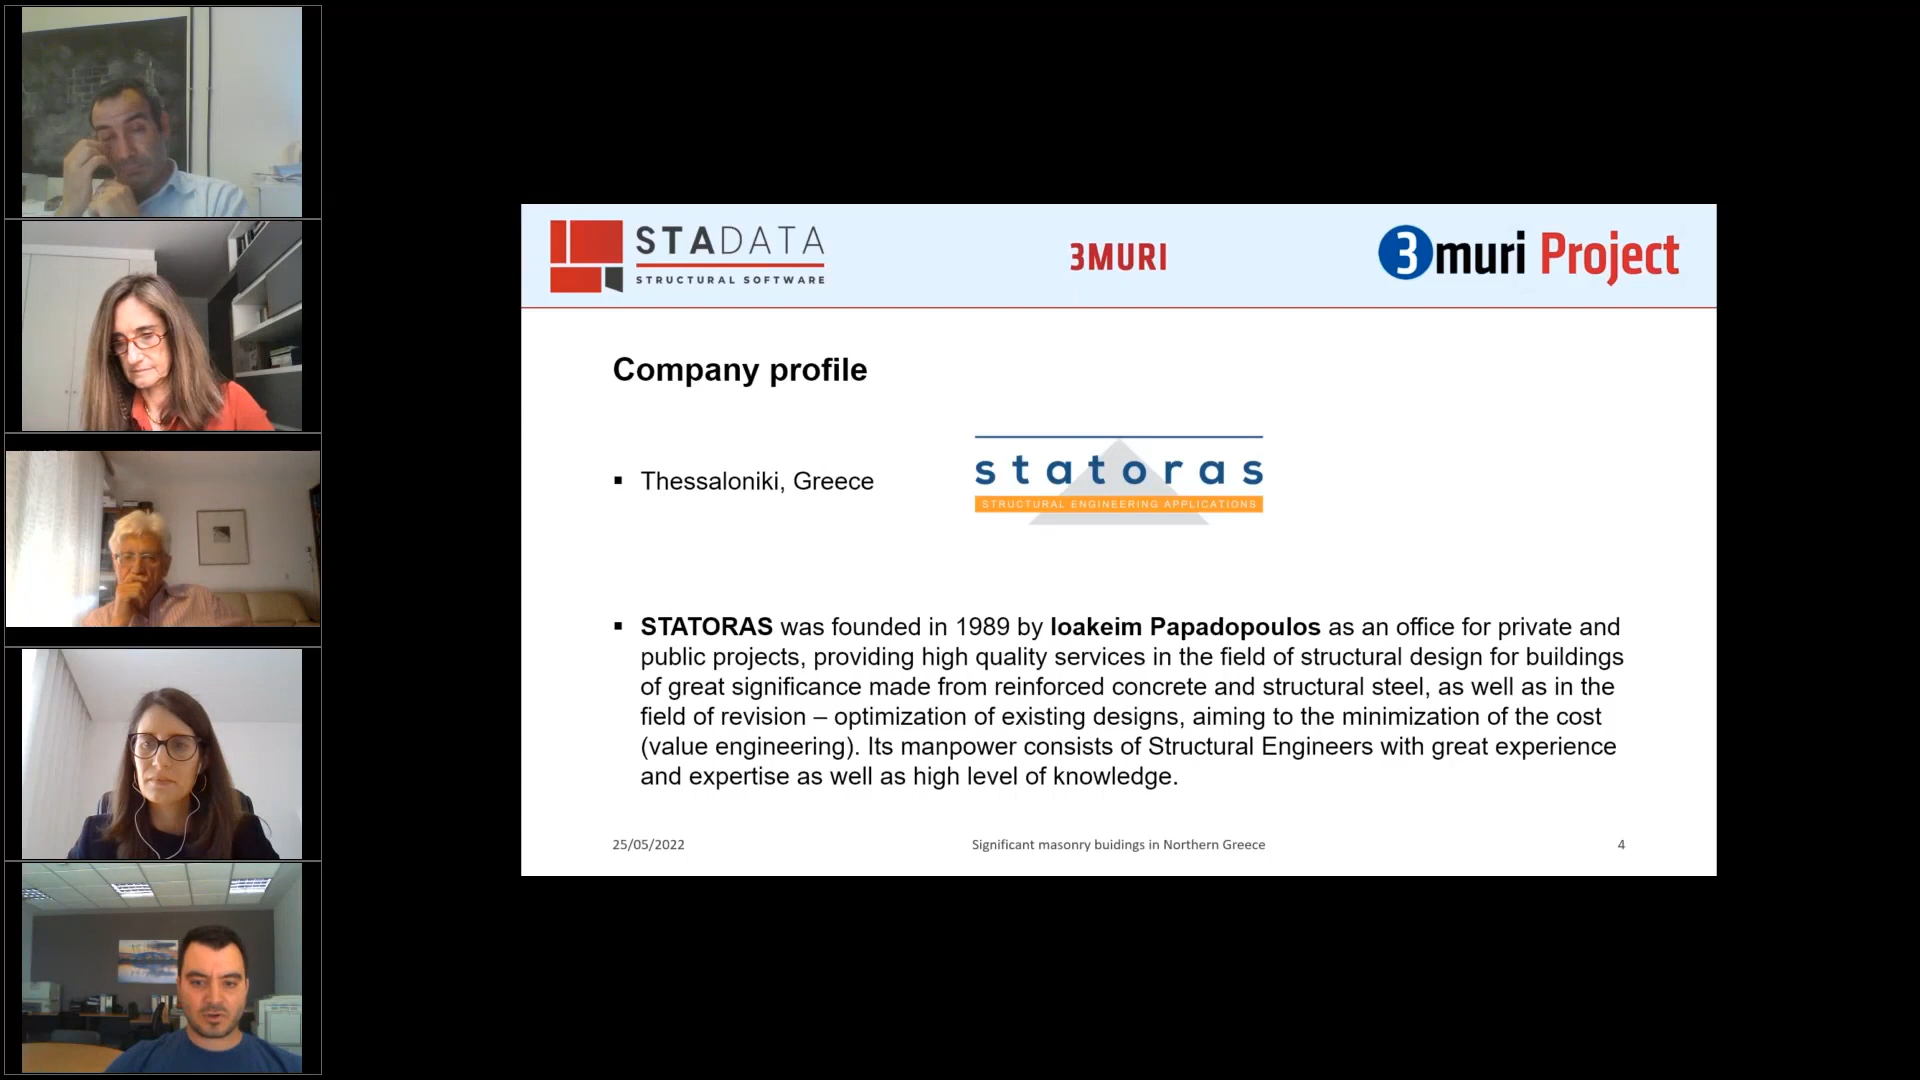 STADATA
STRUCTURAL SOFTWARE
3MURI
3muri Project
Company profile
▪ Thessaloniki, Greece
statoras
STRUCTURAL ENGINEERING APPLICATIONS
▪ STATORAS was founded in 1989 by Ioakeim Papadopoulos as an office for private and
public projects, providing high quality services in the field of structural design for buildings
of great significance made from reinforced concrete and structural steel, as well as in the
field of revision – optimization of existing designs, aiming to the minimization of the cost
(value engineering). Its manpower consists of Structural Engineers with great experience
and expertise as well as high level of knowledge.
25/05/2022
Significant masonry buidings in Northern Greece
4